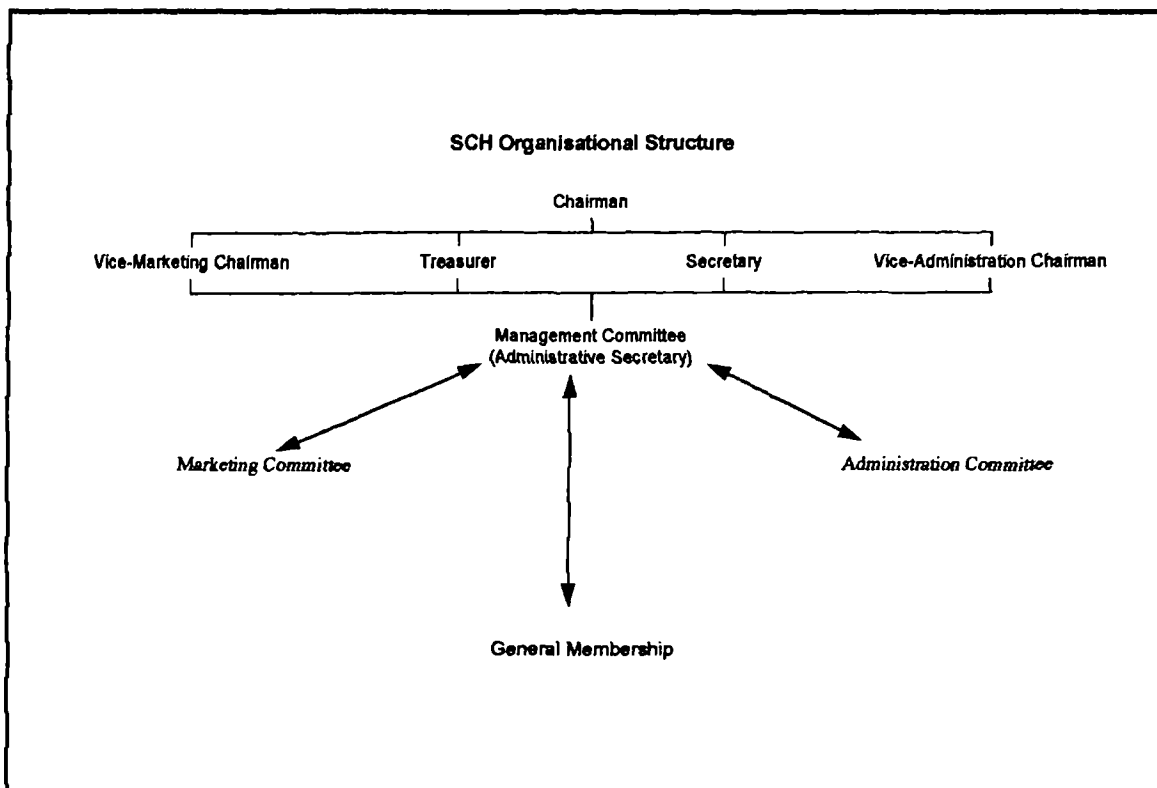 SCH Organisational Structure
Chairman
Vice-Marketing Chairman Treasurer Secretary Vice-Administration Chairman
Management Committee
(Administrative Secretary)
Marketing Committee Administration Committee
General Membership